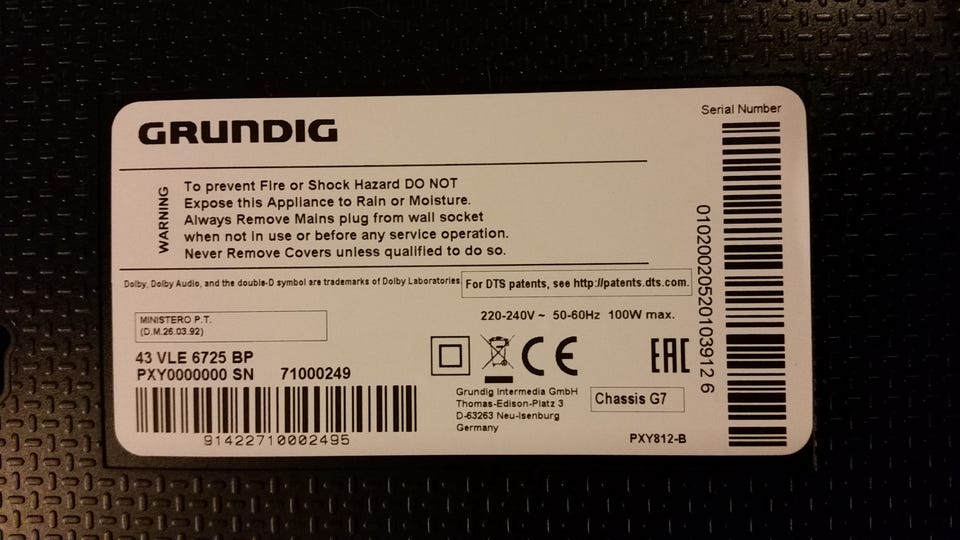 GRUNDIG
Serial Number
WARNING
To prevent Fire or Shock Hazard DO NOT
Expose this Appliance to Rain or Moisture.
Always Remove Mains plug from wall socket
when not in use or before any service operation.
Never Remove Covers unless qualified to do so.
Dolby, Dolby Audio, and the double-D symbol are trademarks of Dolby Laboratories
For DTS patents, see http://patents.dts.com.
MINISTERO P.T.
(D.M.26.03.92)
220-240V ~ 50-60Hz 100W max.
43 VLE 6725 BP
PXY0000000 SN 71000249
91422710002495
CE
EAC
Grundig Intermedia GmbH
Thomas-Edison-Platz 3
D-63263 Neu-Isenburg
Germany
Chassis G7
PXY812-B
01020020520103912 6